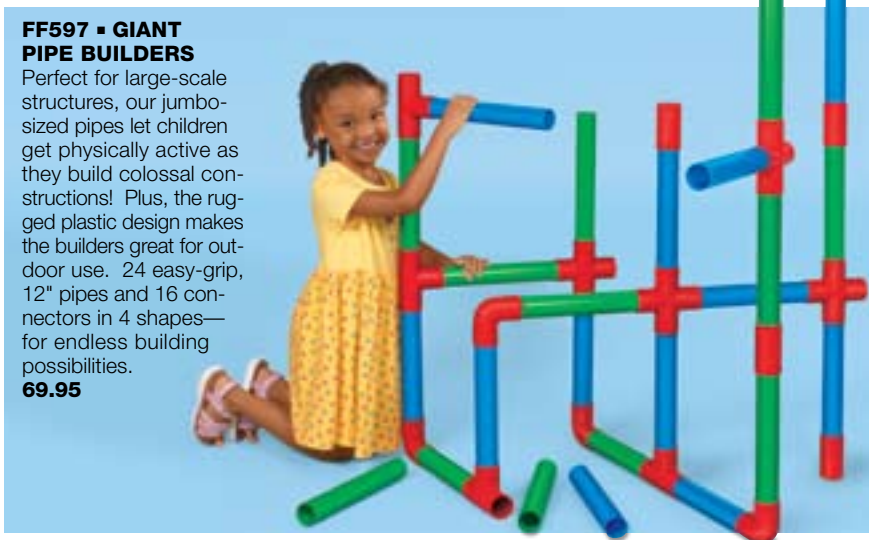 FF597 ▪ GIANT
PIPE BUILDERS
Perfect for large-scale
structures, our jumbo-
sized pipes let children
get physically active as
they build colossal con-
structions!  Plus, the rug-
ged plastic design makes
the builders great for out-
door use.  24 easy-grip,
12" pipes and 16 con-
nectors in 4 shapes—
for endless building
possibilities.
69.95